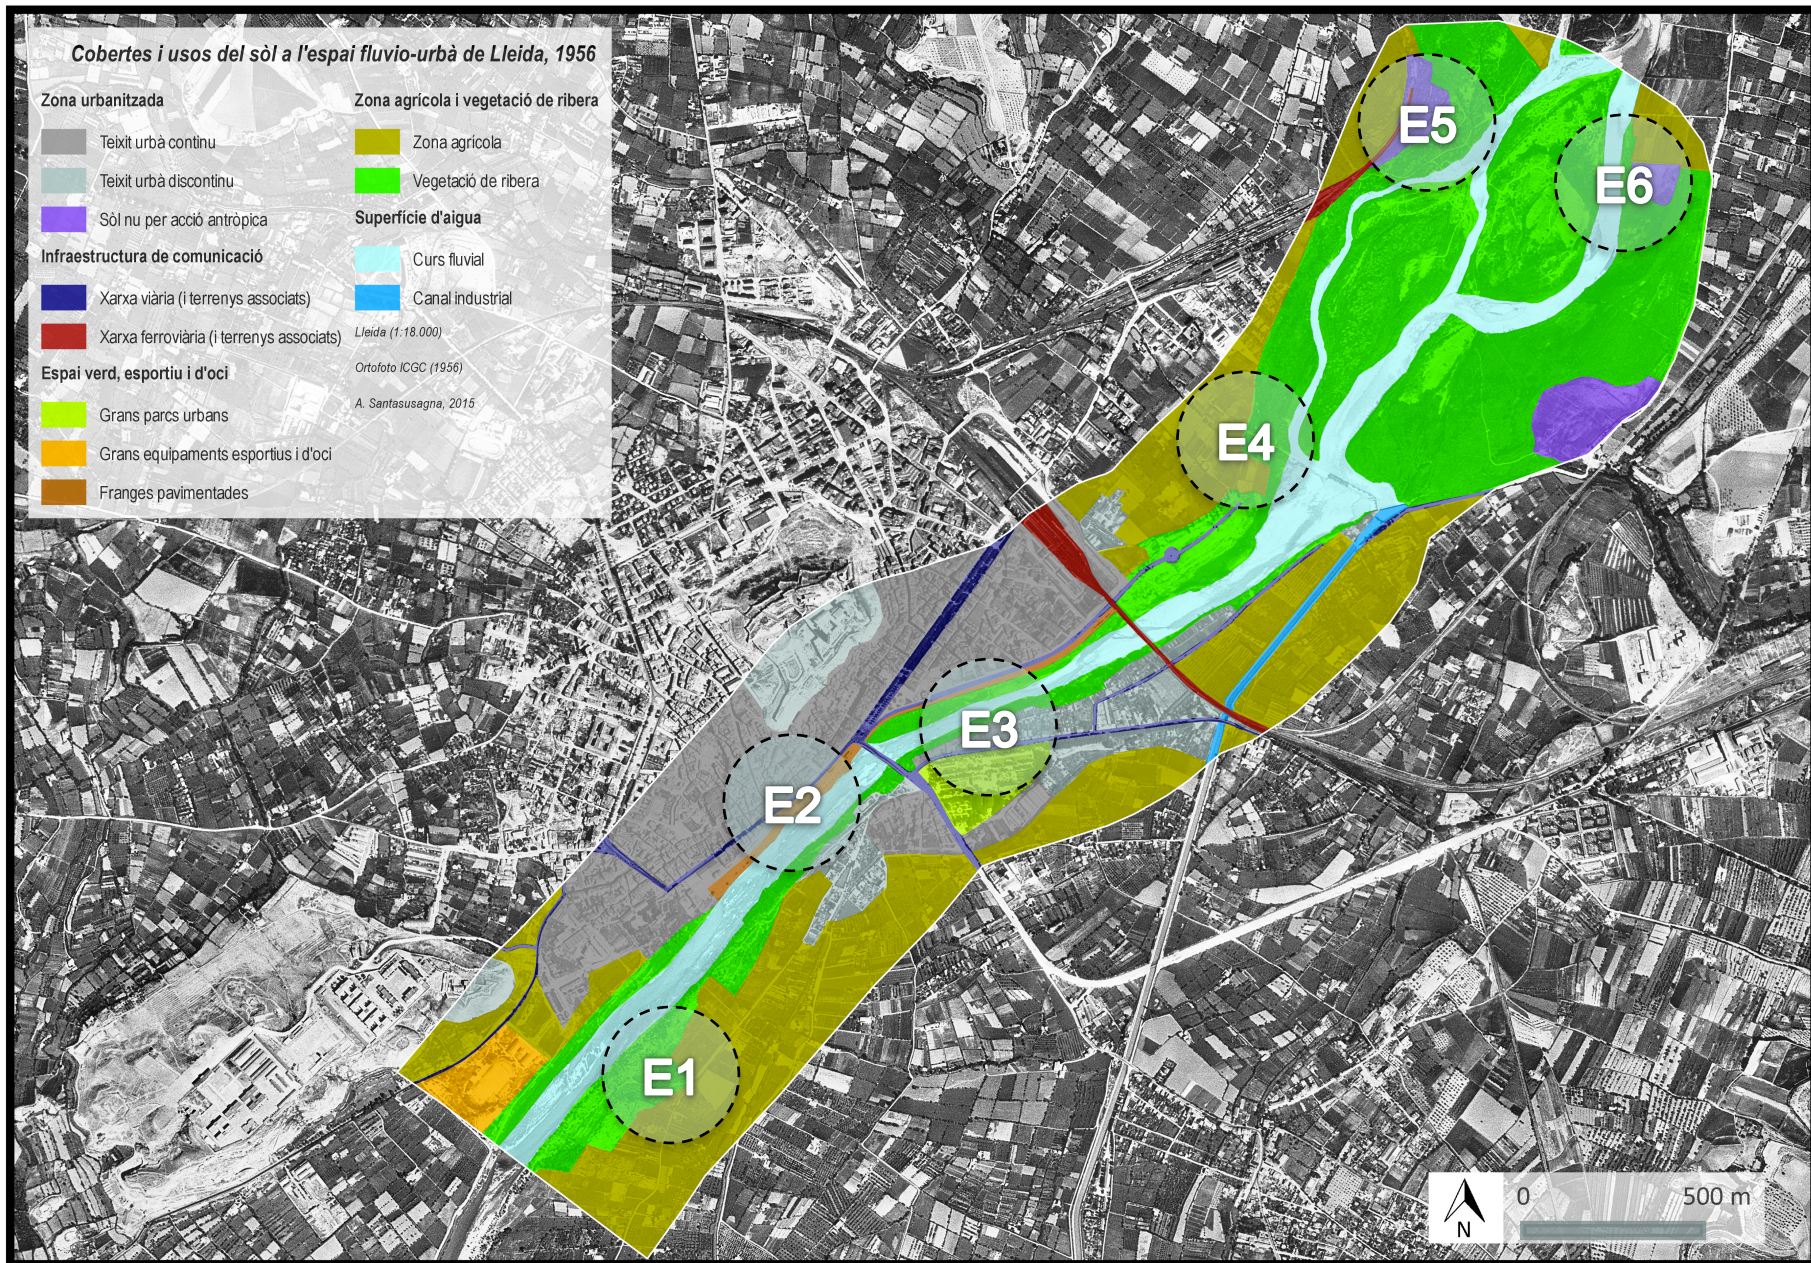 Cobertes i usos del sòl a l'espai fluvio-urbà de Lleida, 1956
Zona urbanitzada
Teixit urbà continu
Teixit urbà discontinu
Sòl nu per acció antròpica
Infraestructura de comunicació
Xarxa viària (i terrenys associats)
Xarxa ferroviària (i terrenys associats)
Espai verd, esportiu i d'oci
Grans parcs urbans
Grans equipaments esportius i d'oci
Franges pavimentades
Zona agrícola i vegetació de ribera
Zona agrícola
Vegetació de ribera
Superfície d'aigua
Curs fluvial
Canal industrial
Lleida (1:18.000)
Ortofoto ICGC (1956)
A. Santasusagna, 2015
E5
E6
E4
E3
E2
E1
N
0 500 m